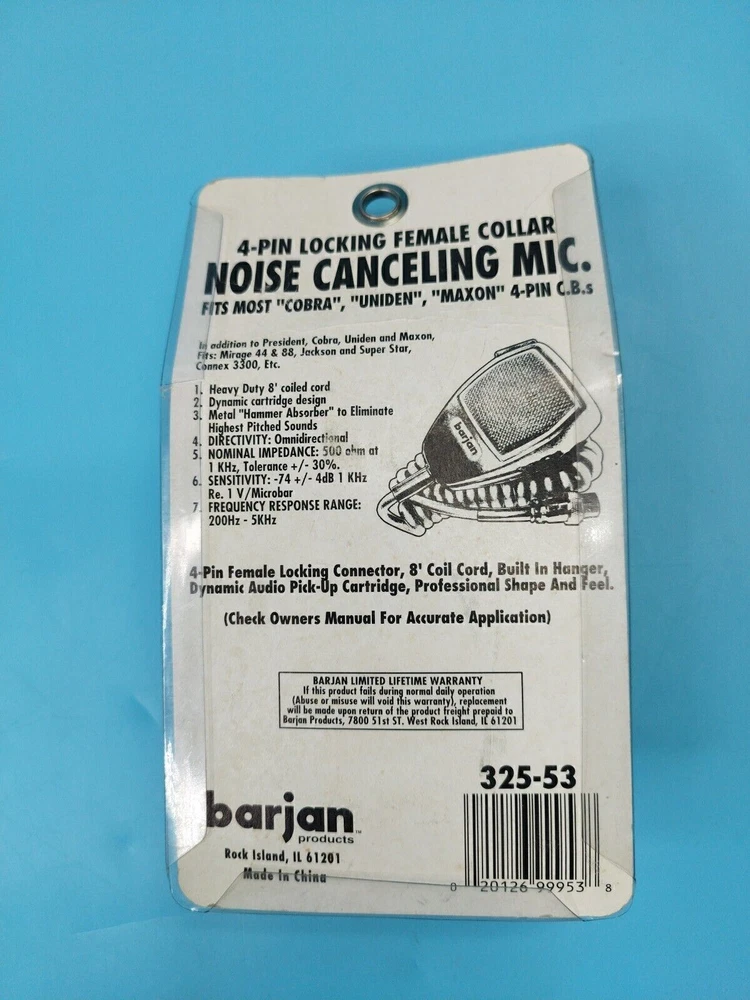 4-PIN LOCKING FEMALE COLLAR
NOISE CANCELING MIC.
FITS MOST "COBRA", "UNIDEN", "MAXON" 4-PIN C.B.s
In addition to President, Cobra, Uniden and Maxon,
Fits: Mirage 44 & 88, Jackson and Super Star,
Connex 3300, Etc.
1. Heavy Duty 8' coiled cord
2. Dynamic cartridge design
3. Metal "Hammer Absorber" to Eliminate
Highest Pitched Sounds
4. DIRECTIVITY: Omnidirectional
5. NOMINAL IMPEDANCE: 500 ohm at
1 KHz, Tolerance +/- 30%.
6. SENSITIVITY: -74 +/- 4dB 1 KHz
Re. 1 V/Microbar
7. FREQUENCY RESPONSE RANGE:
200Hz - 5KHz
barjan
4-Pin Female Locking Connector, 8' Coil Cord, Built In Hanger,
Dynamic Audio Pick-Up Cartridge, Professional Shape And Feel.
(Check Owners Manual For Accurate Application)
BARJAN LIMITED LIFETIME WARRANTY
If this product fails during normal daily operation
(Abuse or misuse will void this warranty), replacement
will be made upon return of the product freight prepaid to
Barjan Products, 7800 51st ST. West Rock Island, IL 61201
325-53
barjan™
products
Rock Island, IL 61201
Made In China
0 20126 99953 8